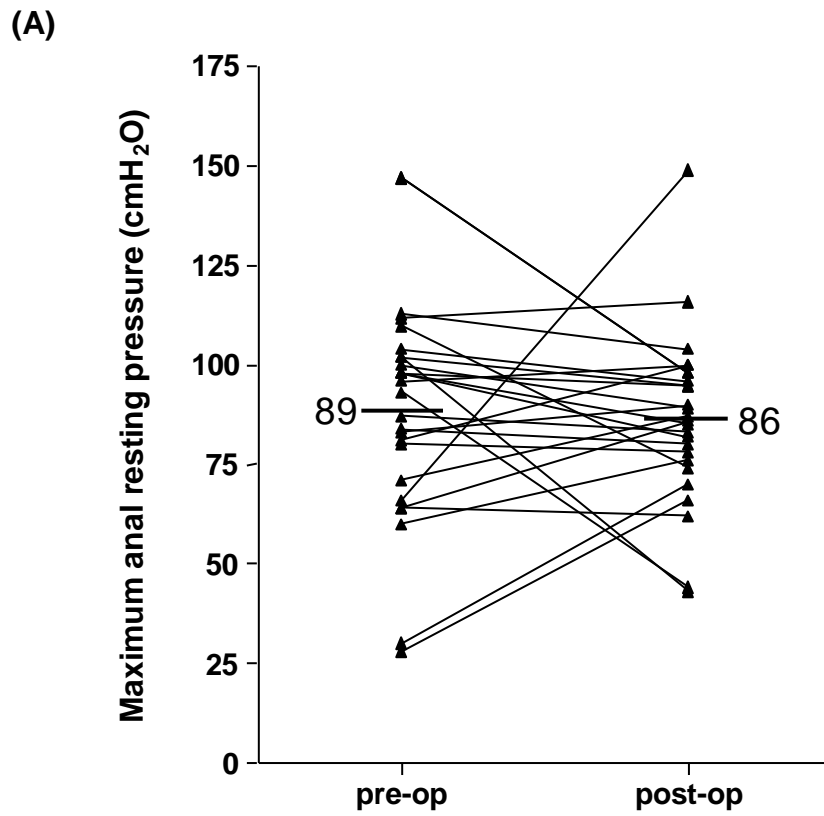 (A)
Maximum anal resting pressure (cmH₂O)
175
150
125
100
75
50
25
0
89
86
pre-op
post-op